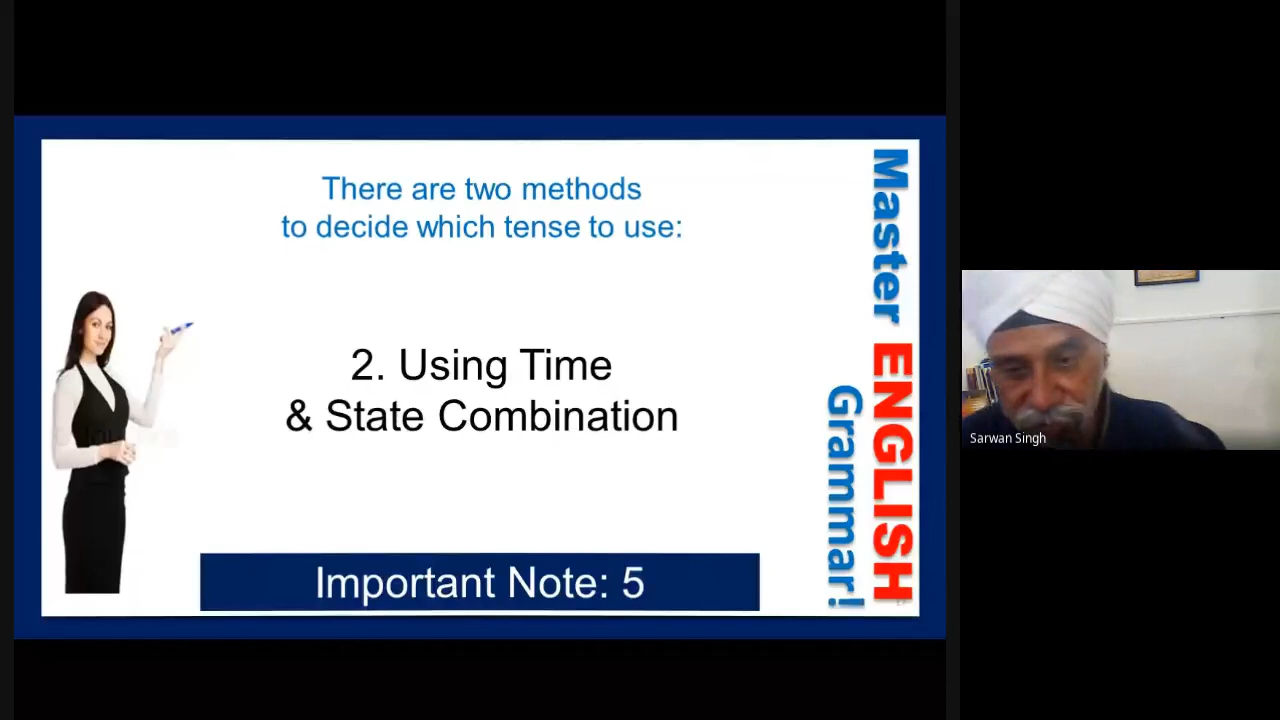 There are two methods
to decide which tense to use:
2. Using Time
& State Combination
Important Note: 5
Master ENGLISH
Grammar!
Sarwan Singh